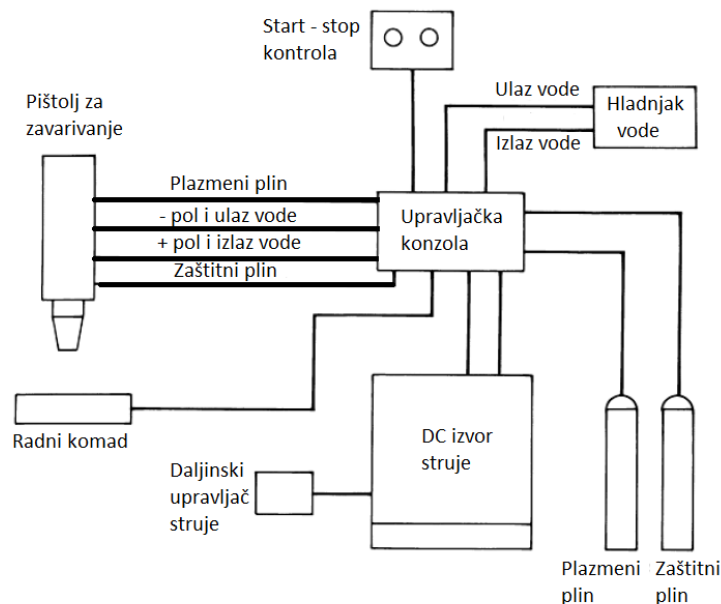 Start - stop
kontrola
Pištolj za
zavarivanje
Ulaz vode
Hladnjak
vode
Izlaz vode
Plazmeni plin
- pol i ulaz vode
+ pol i izlaz vode
Zaštitni plin
Upravljačka
konzola
Radni komad
DC izvor
struje
Daljinski
upravljač
struje
Plazmeni
plin
Zaštitni
plin